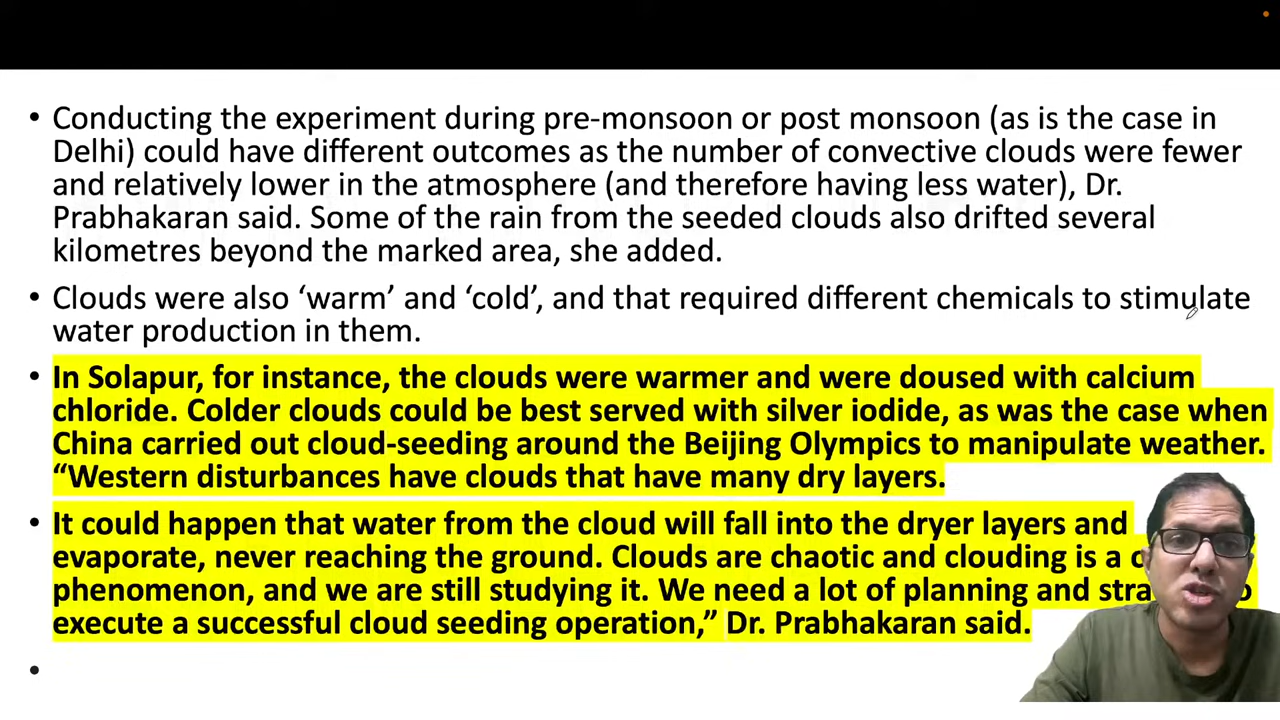 • Conducting the experiment during pre-monsoon or post monsoon (as is the case in
Delhi) could have different outcomes as the number of convective clouds were fewer
and relatively lower in the atmosphere (and therefore having less water), Dr.
Prabhakaran said. Some of the rain from the seeded clouds also drifted several
kilometres beyond the marked area, she added.
• Clouds were also ‘warm’ and ‘cold’, and that required different chemicals to stimulate
water production in them.
• In Solapur, for instance, the clouds were warmer and were doused with calcium
chloride. Colder clouds could be best served with silver iodide, as was the case when
China carried out cloud-seeding around the Beijing Olympics to manipulate weather.
“Western disturbances have clouds that have many dry layers.
• It could happen that water from the cloud will fall into the dryer layers and
evaporate, never reaching the ground. Clouds are chaotic and clouding is a
phenomenon, and we are still studying it. We need a lot of planning and
execute a successful cloud seeding operation,” Dr. Prabhakaran said.
•